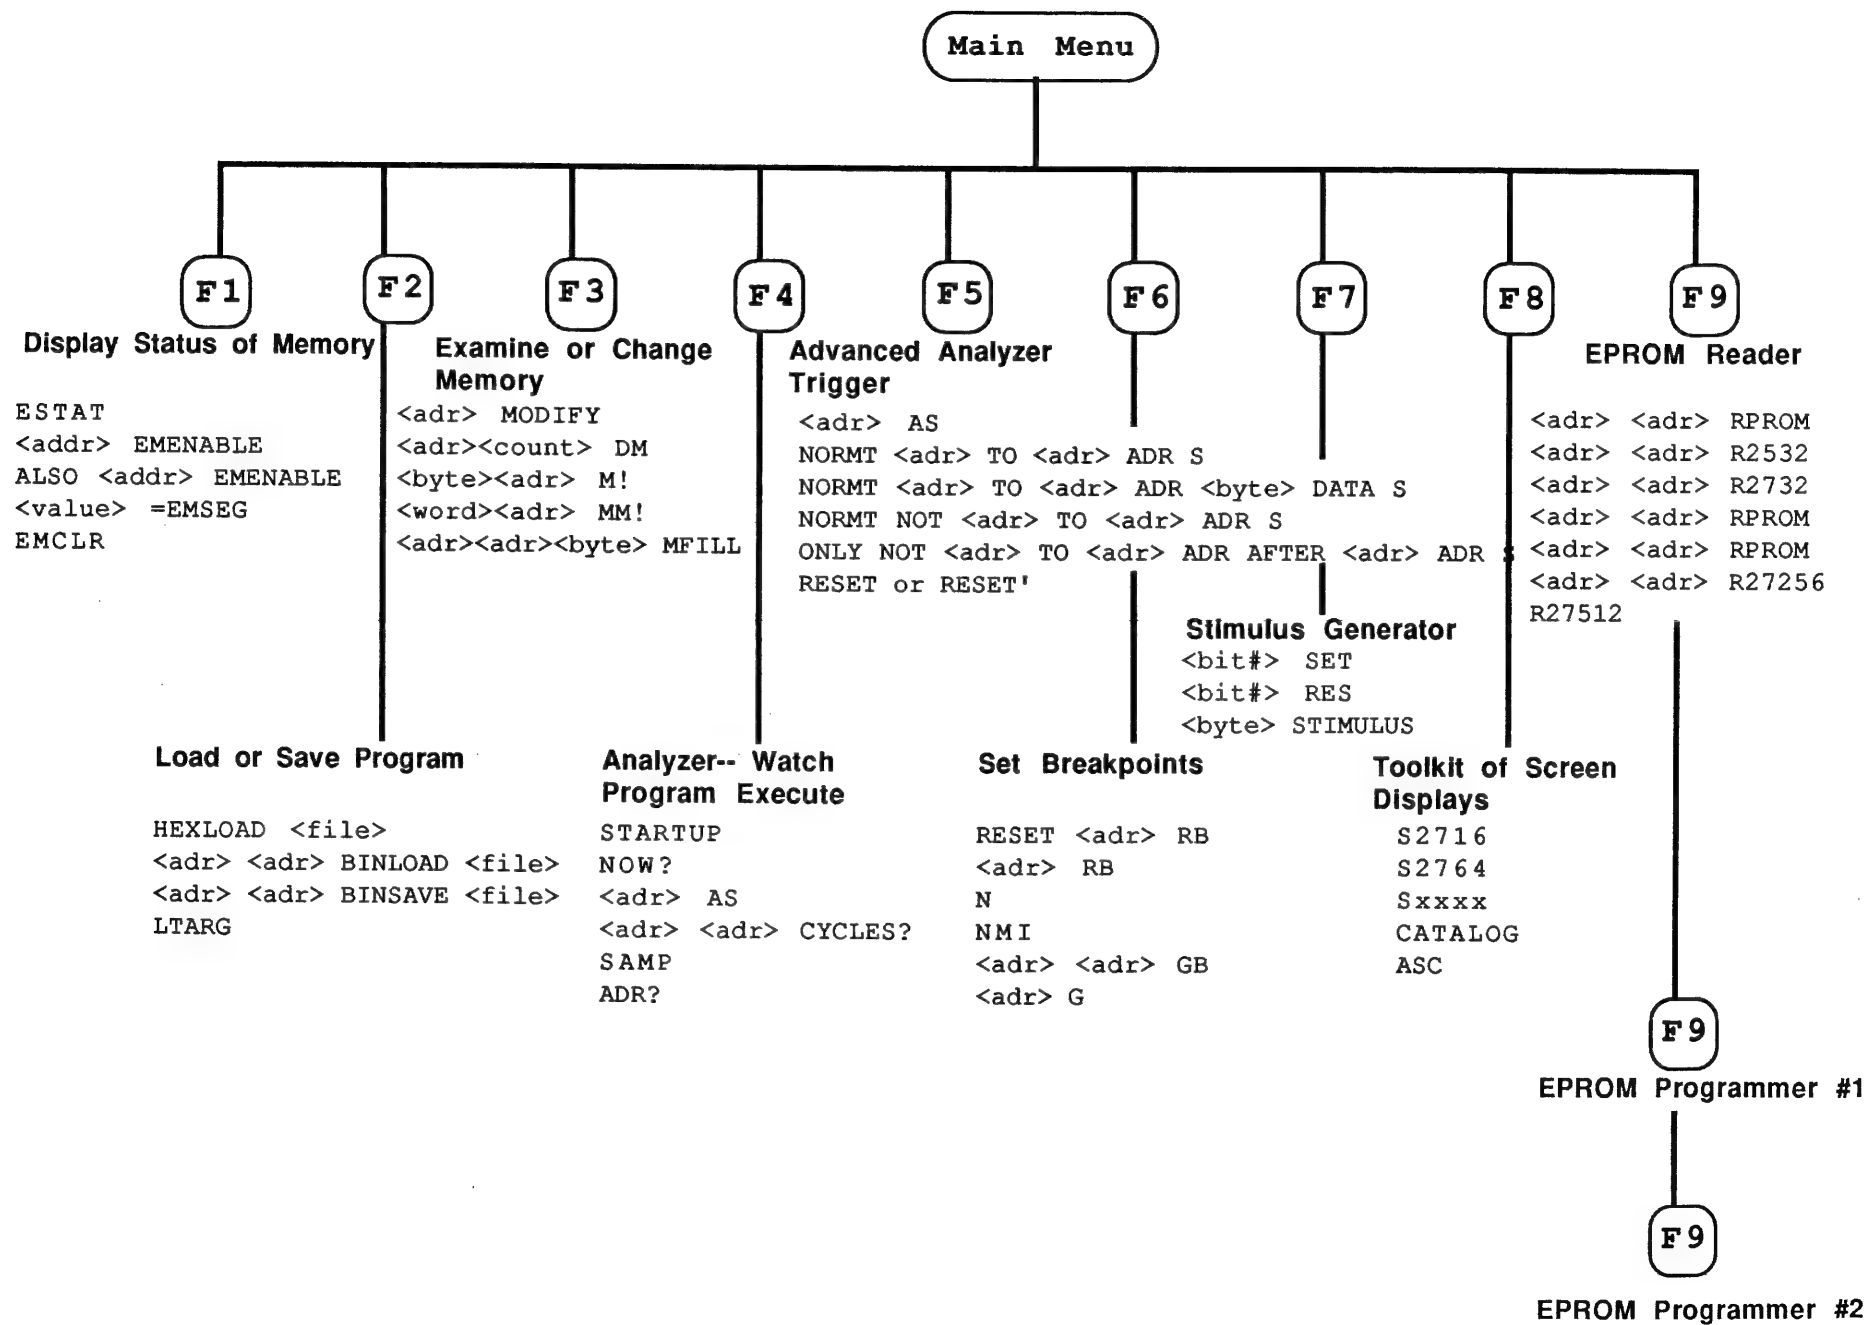 Main Menu
F1
F2
F3
F4
F5
F6
F7
F8
F9
Display Status of Memory
ESTAT
<addr> EMENABLE
ALSO <addr> EMENABLE
<value> =EMSEG
EMCLR
Examine or Change
Memory
<adr> MODIFY
<adr><count> DM
<byte><adr> M!
<word><adr> MM!
<adr><adr><byte> MFILL
Advanced Analyzer
Trigger
<adr> AS
NORMT <adr> TO <adr> ADR S
NORMT <adr> TO <adr> ADR <byte> DATA S
NORMT NOT <adr> TO <adr> ADR S
ONLY NOT <adr> TO <adr> ADR AFTER <adr> ADR S
RESET or RESET'
EPROM Reader
<adr> <adr> RPROM
<adr> <adr> R2532
<adr> <adr> R2732
<adr> <adr> RPROM
<adr> <adr> RPROM
<adr> <adr> R27256
R27512
Stimulus Generator
<bit#> SET
<bit#> RES
<byte> STIMULUS
Load or Save Program
HEXLOAD <file>
<adr> <adr> BINLOAD <file>
<adr> <adr> BINSAVE <file>
LTARG
Analyzer-- Watch
Program Execute
STARTUP
NOW?
<adr> AS
<adr> <adr> CYCLES?
SAMP
ADR?
Set Breakpoints
RESET <adr> RB
<adr> RB
N
NMI
<adr> <adr> GB
<adr> G
Toolkit of Screen
Displays
S2716
S2764
Sxxxx
CATALOG
ASC
F9
EPROM Programmer #1
F9
EPROM Programmer #2